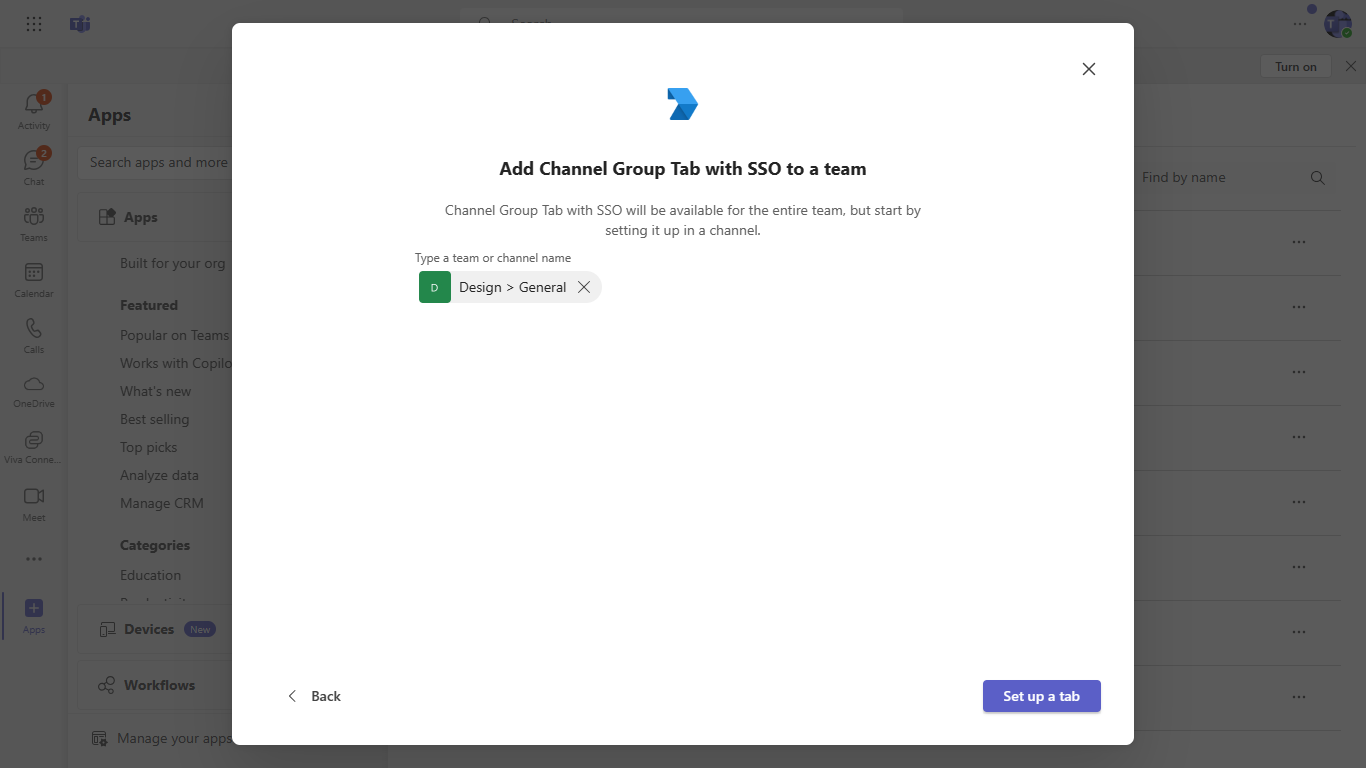 Search
Turn on
1
Activity
2
Chat
Teams
Calendar
Calls
OneDrive
Viva Conne...
Meet
Apps
Apps
Search apps and more
Apps
Built for your org
Featured
Popular on Teams
Works with Copilo
What's new
Best selling
Top picks
Analyze data
Manage CRM
Categories
Education
Devices New
Workflows
Manage your apps
Add Channel Group Tab with SSO to a team
Channel Group Tab with SSO will be available for the entire team, but start by
setting it up in a channel.
Type a team or channel name
D Design > General
Back
Set up a tab
Find by name